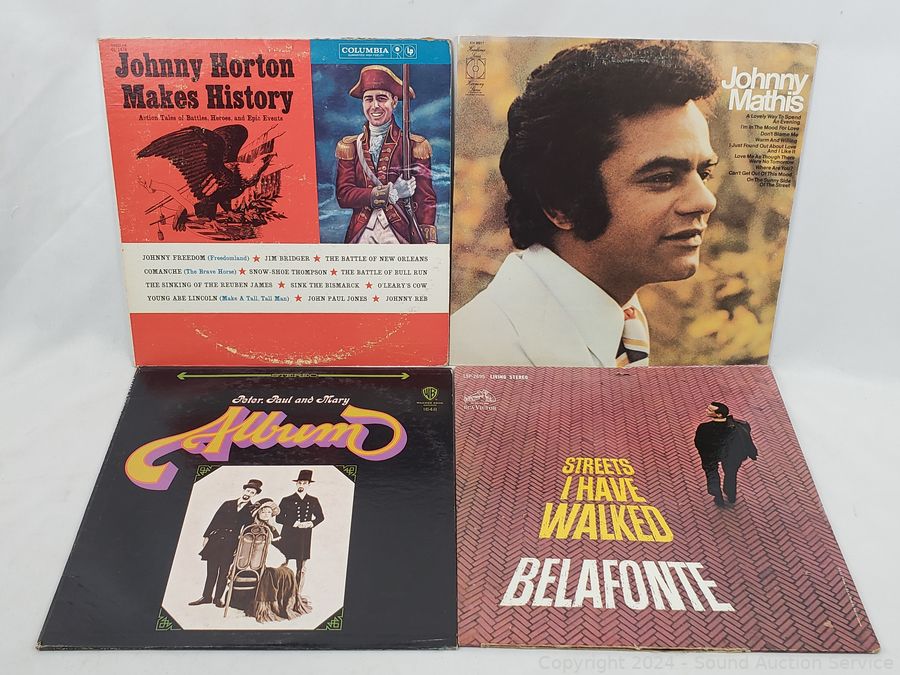 CL 1478
COLUMBIA
LP
Johnny Horton
Makes History
Action Tales of Battles, Heroes, and Epic Events
JOHNNY FREEDOM (Freedomland) ★ JIM BRIDGER ★ THE BATTLE OF NEW ORLEANS
COMANCHE (The Brave Horse) ★ SNOW-SHOE THOMPSON ★ THE BATTLE OF BULL RUN
THE SINKING OF THE REUBEN JAMES ★ SINK THE BISMARCK ★ O'LEARY'S COW
YOUNG ABE LINCOLN (Make A Tall, Tall Man) ★ JOHN PAUL JONES ★ JOHNNY REB
Johnny
Mathis
A Lovely Way To Spend
An Evening
I'm In The Mood For Love
Don't Blame Me
Warm And Willing
I Just Found Out About Love
And I Like It
Love Me As Though There
Were No Tomorrow
Where Are You?
Can't Get Out Of This Mood
On The Sunny Side
Of The Street
STEREO
Peter, Paul and Mary
Album
WB
1648
LSP-2695 LIVING STEREO
RCA VICTOR
STREETS
I HAVE
WALKED
BELAFONTE
Copyright 2024 - Sound Auction Service